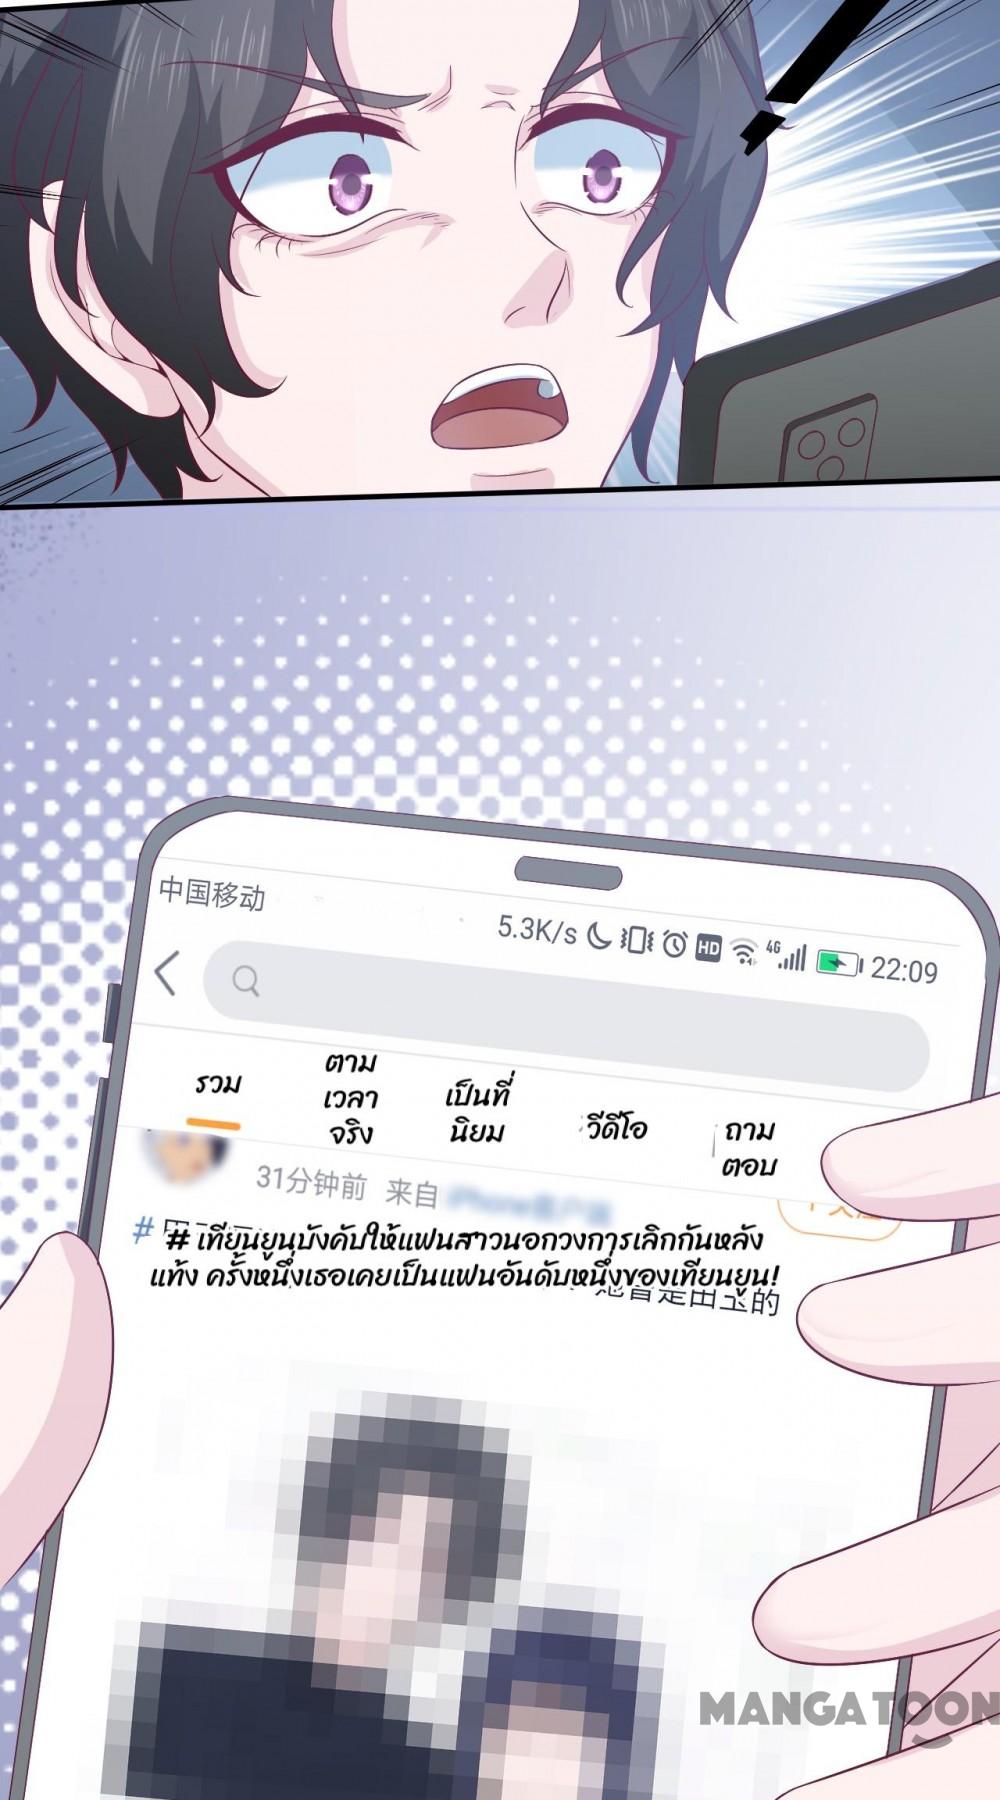 中国移动
5.3K/s HD 4G 22:09
รวม
ตาม
เวลา
จริง
เป็นที่
นิยม
วีดีโอ
ถาม
ตอบ
31分钟前 来自
# # เทียนยูนบังคับให้แฟนสาวนอกวงการเลิกกันหลัง
แท้ง ครั้งหนึ่งเธอเคยเป็นแฟนอันดับหนึ่งของเทียนยูน!
MANGATOON